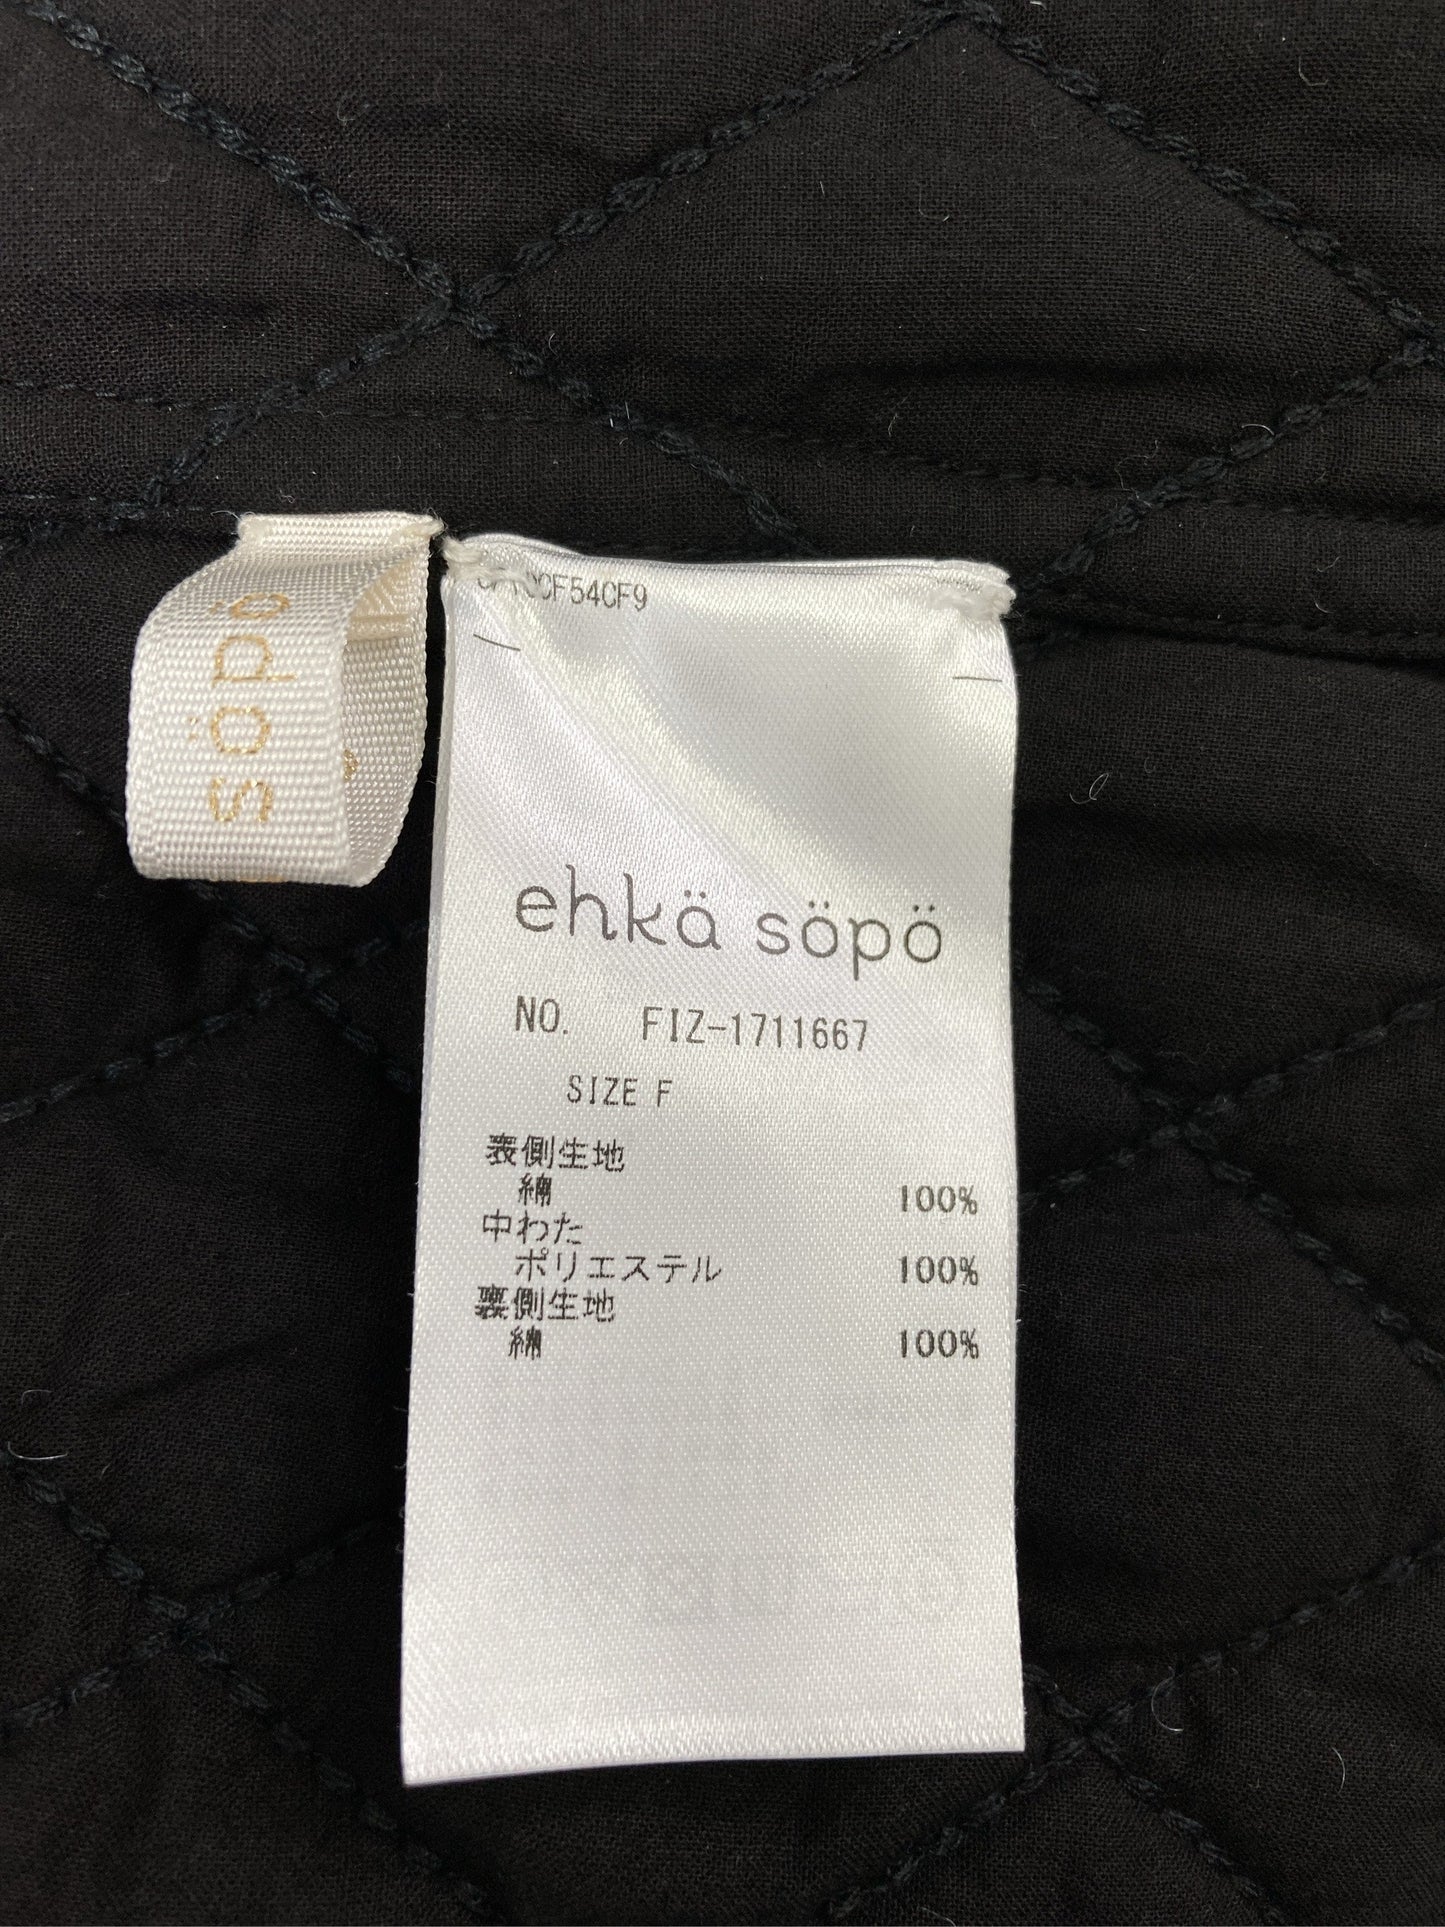 CF54CF9
söpö
ehkä söpö
NO. FIZ-1711667
SIZE F
表側生地
綿 100%
中わた
ポリエステル 100%
裏側生地
綿 100%